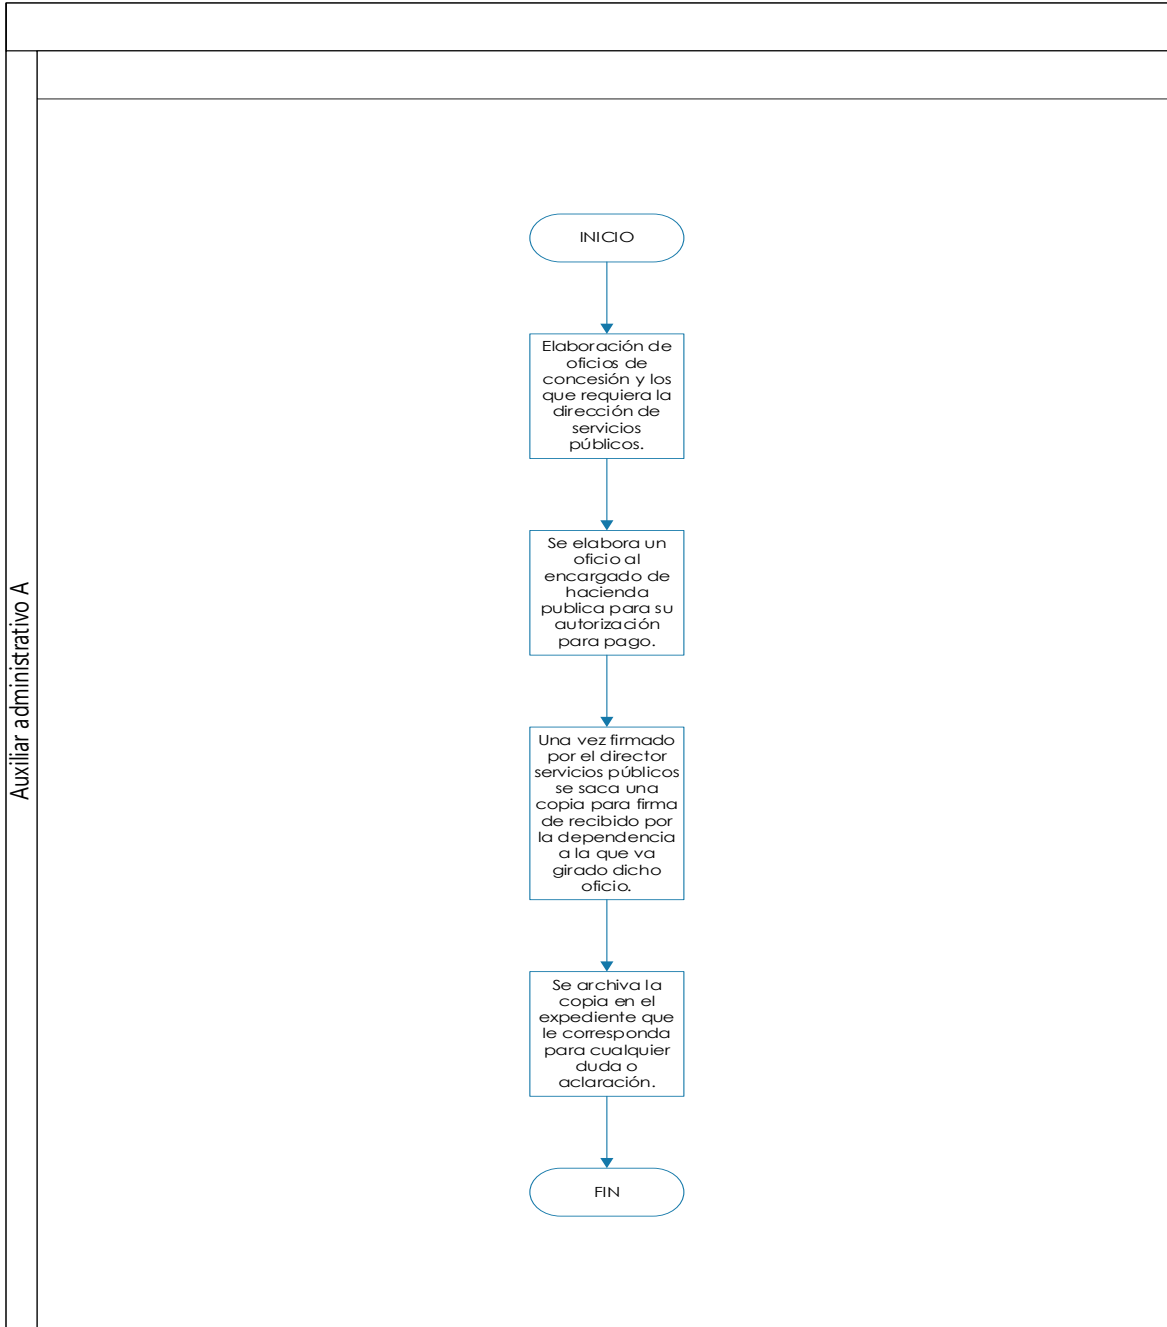 INICIO
Elaboración de
oficios de
concesión y los
que requiera la
dirección de
servicios
públicos.
Se elabora un
oficio al
encargado de
hacienda
publica para su
autorización
para pago.
Una vez firmado
por el director
servicios públicos
se saca una
copia para firma
de recibido por
la dependencia
a la que va
girado dicho
oficio.
Se archiva la
copia en el
expediente que
le corresponda
para cualquier
duda o
aclaración.
FIN
Auxiliar administrativo A